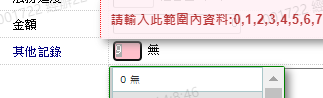 請輸入此範圍內資料:0,1,2,3,4,5,6,7
金額
其他記錄 9 無
0 無